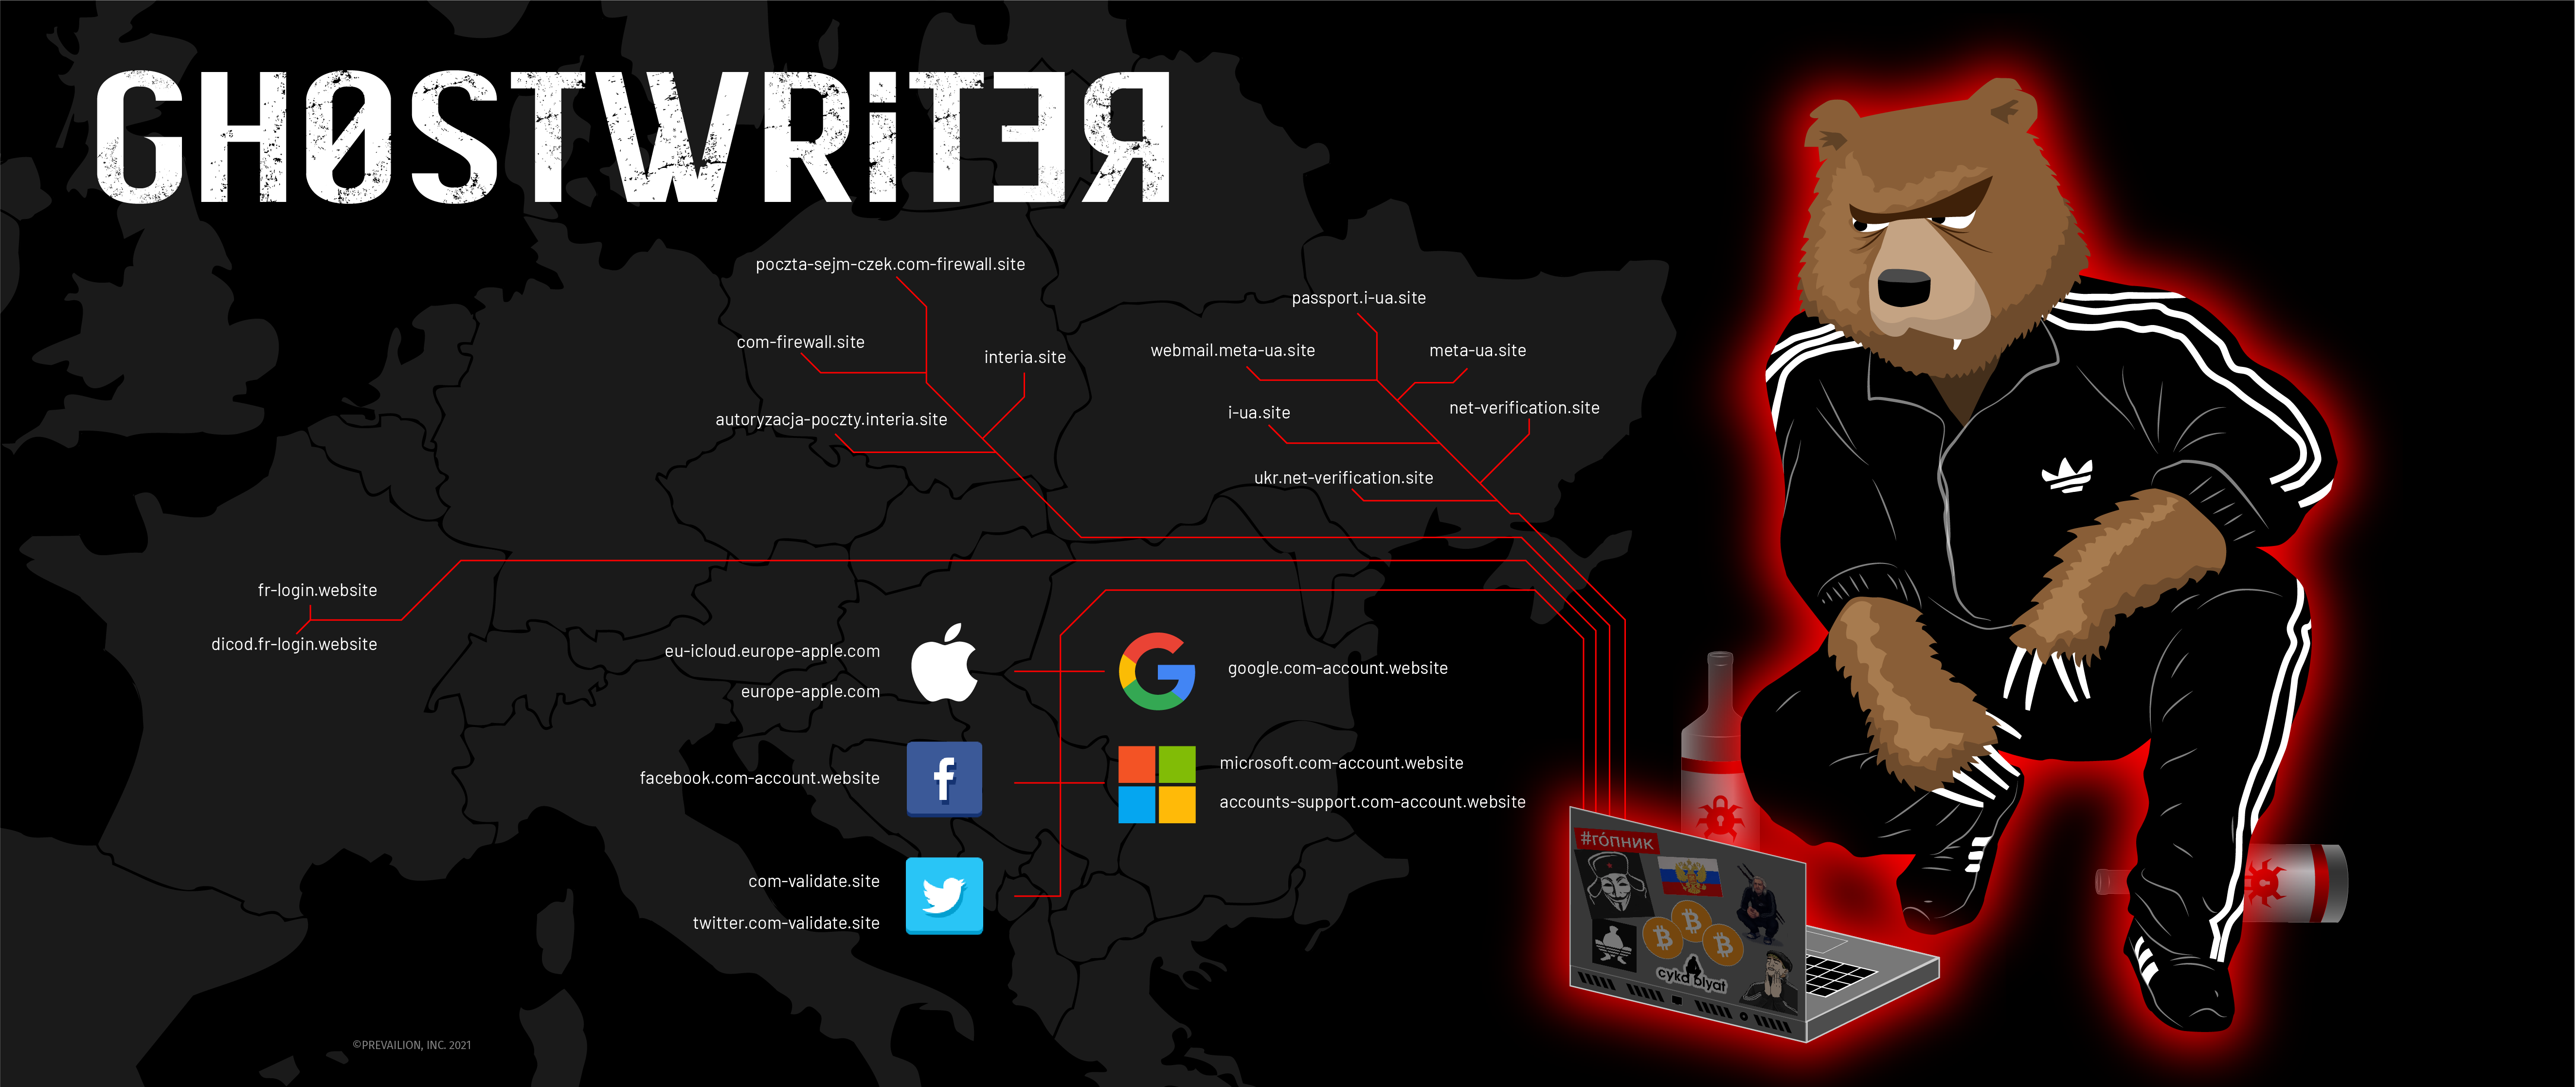 GHOSTWRiTƎЯ
poczta-sejm-czek.com-firewall.site
com-firewall.site
interia.site
autoryzacja-poczty.interia.site
passport.i-ua.site
webmail.meta-ua.site
meta-ua.site
i-ua.site
net-verification.site
ukr.net-verification.site
fr-login.website
dicod.fr-login.website
eu-icloud.europe-apple.com
europe-apple.com
google.com-account.website
facebook.com-account.website
microsoft.com-account.website
accounts-support.com-account.website
com-validate.site
twitter.com-validate.site
#го́пник
cyka blyat
©PREVAILION, INC. 2021